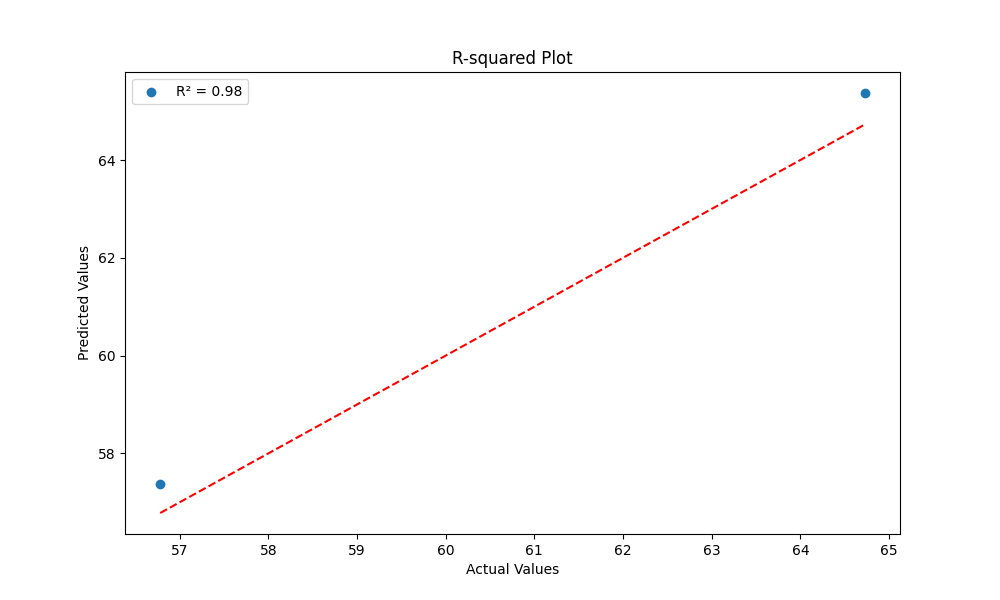 R-squared Plot
R² = 0.98
Predicted Values
64
62
60
58
57 58 59 60 61 62 63 64 65
Actual Values